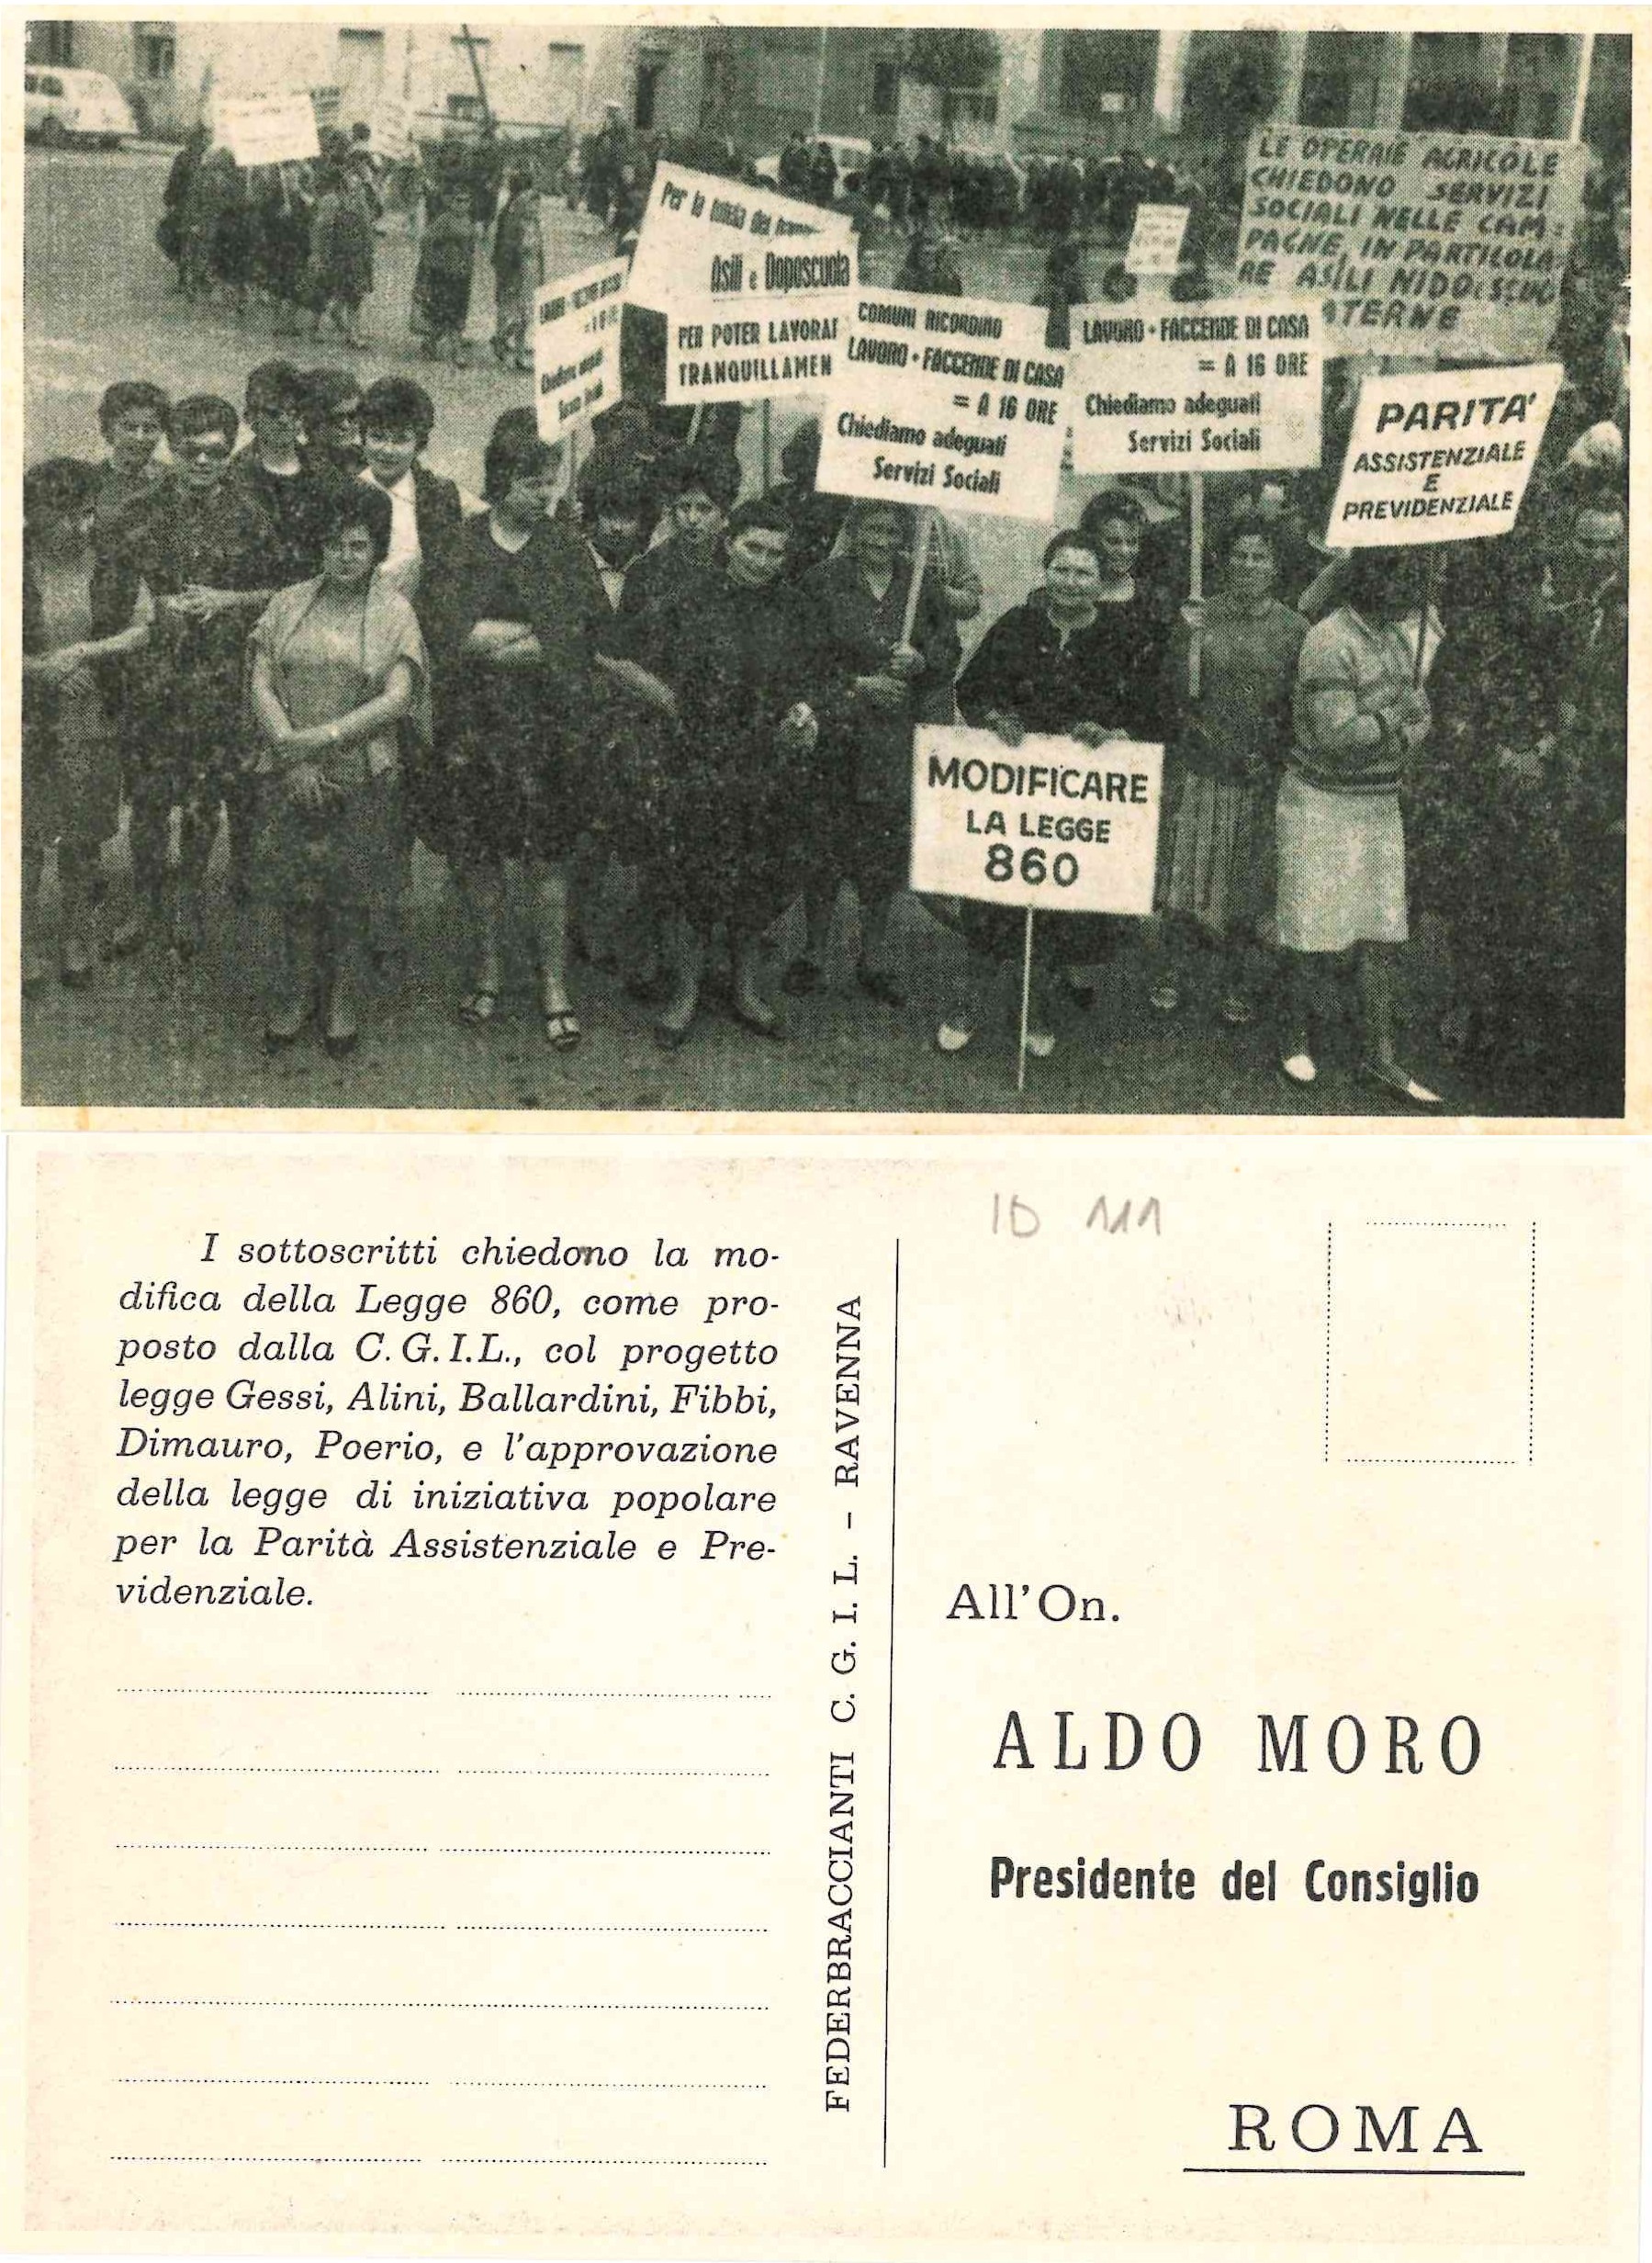 Per la
Asili e Doposcuola
PER POTER LAVORAR
TRANQUILLAMEN
COMUNI RICORDINO
LAVORO + FACCENDE DI CASA
= A 16 ORE
Chiediamo adeguati
Servizi Sociali
LAVORO + FACCENDE DI CASA
= A 16 ORE
Chiediamo adeguati
Servizi Sociali
LE OPERAIE AGRICOLE
CHIEDONO SERVIZI
SOCIALI NELLE CAM=
PAGNE, IN PARTICOLA
RE ASILI NIDO E SCUO
ATERNE
PARITA'
ASSISTENZIALE
E
PREVIDENZIALE
MODIFICARE
LA LEGGE
860
I sottoscritti chiedono la mo-
difica della Legge 860, come pro-
posto dalla C.G.I.L., col progetto
legge Gessi, Alini, Ballardini, Fibbi,
Dimauro, Poerio, e l'approvazione
della legge di iniziativa popolare
per la Parità Assistenziale e Pre-
videnziale.
FEDERBRACCIANTI C. G. I. L. - RAVENNA
ID 111
All'On.
ALDO MORO
Presidente del Consiglio
ROMA